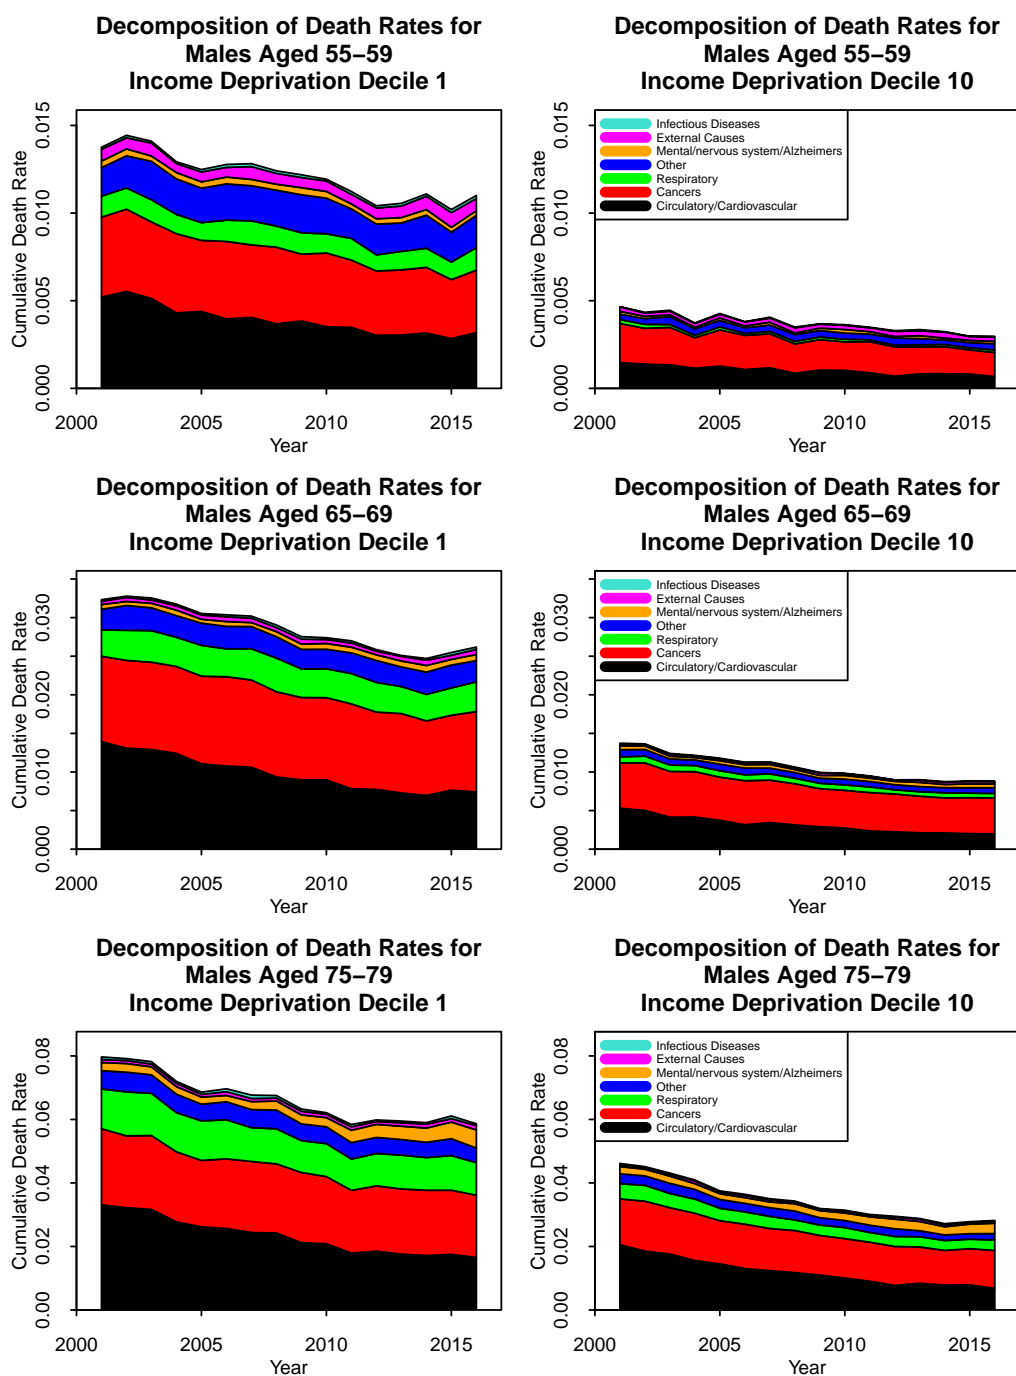 Decomposition of Death Rates for
Males Aged 55−59
Income Deprivation Decile 1
Cumulative Death Rate
0.015
0.010
0.005
0.000
2000 2005 2010 2015
Year
Decomposition of Death Rates for
Males Aged 55−59
Income Deprivation Decile 10
Cumulative Death Rate
0.015
0.010
0.005
0.000
Infectious Diseases
External Causes
Mental/nervous system/Alzheimers
Other
Respiratory
Cancers
Circulatory/Cardiovascular
2000 2005 2010 2015
Year
Decomposition of Death Rates for
Males Aged 65−69
Income Deprivation Decile 1
Cumulative Death Rate
0.030
0.020
0.010
0.000
2000 2005 2010 2015
Year
Decomposition of Death Rates for
Males Aged 65−69
Income Deprivation Decile 10
Cumulative Death Rate
0.030
0.020
0.010
0.000
Infectious Diseases
External Causes
Mental/nervous system/Alzheimers
Other
Respiratory
Cancers
Circulatory/Cardiovascular
2000 2005 2010 2015
Year
Decomposition of Death Rates for
Males Aged 75−79
Income Deprivation Decile 1
Cumulative Death Rate
0.08
0.06
0.04
0.02
0.00
2000 2005 2010 2015
Year
Decomposition of Death Rates for
Males Aged 75−79
Income Deprivation Decile 10
Cumulative Death Rate
0.08
0.06
0.04
0.02
0.00
Infectious Diseases
External Causes
Mental/nervous system/Alzheimers
Other
Respiratory
Cancers
Circulatory/Cardiovascular
2000 2005 2010 2015
Year